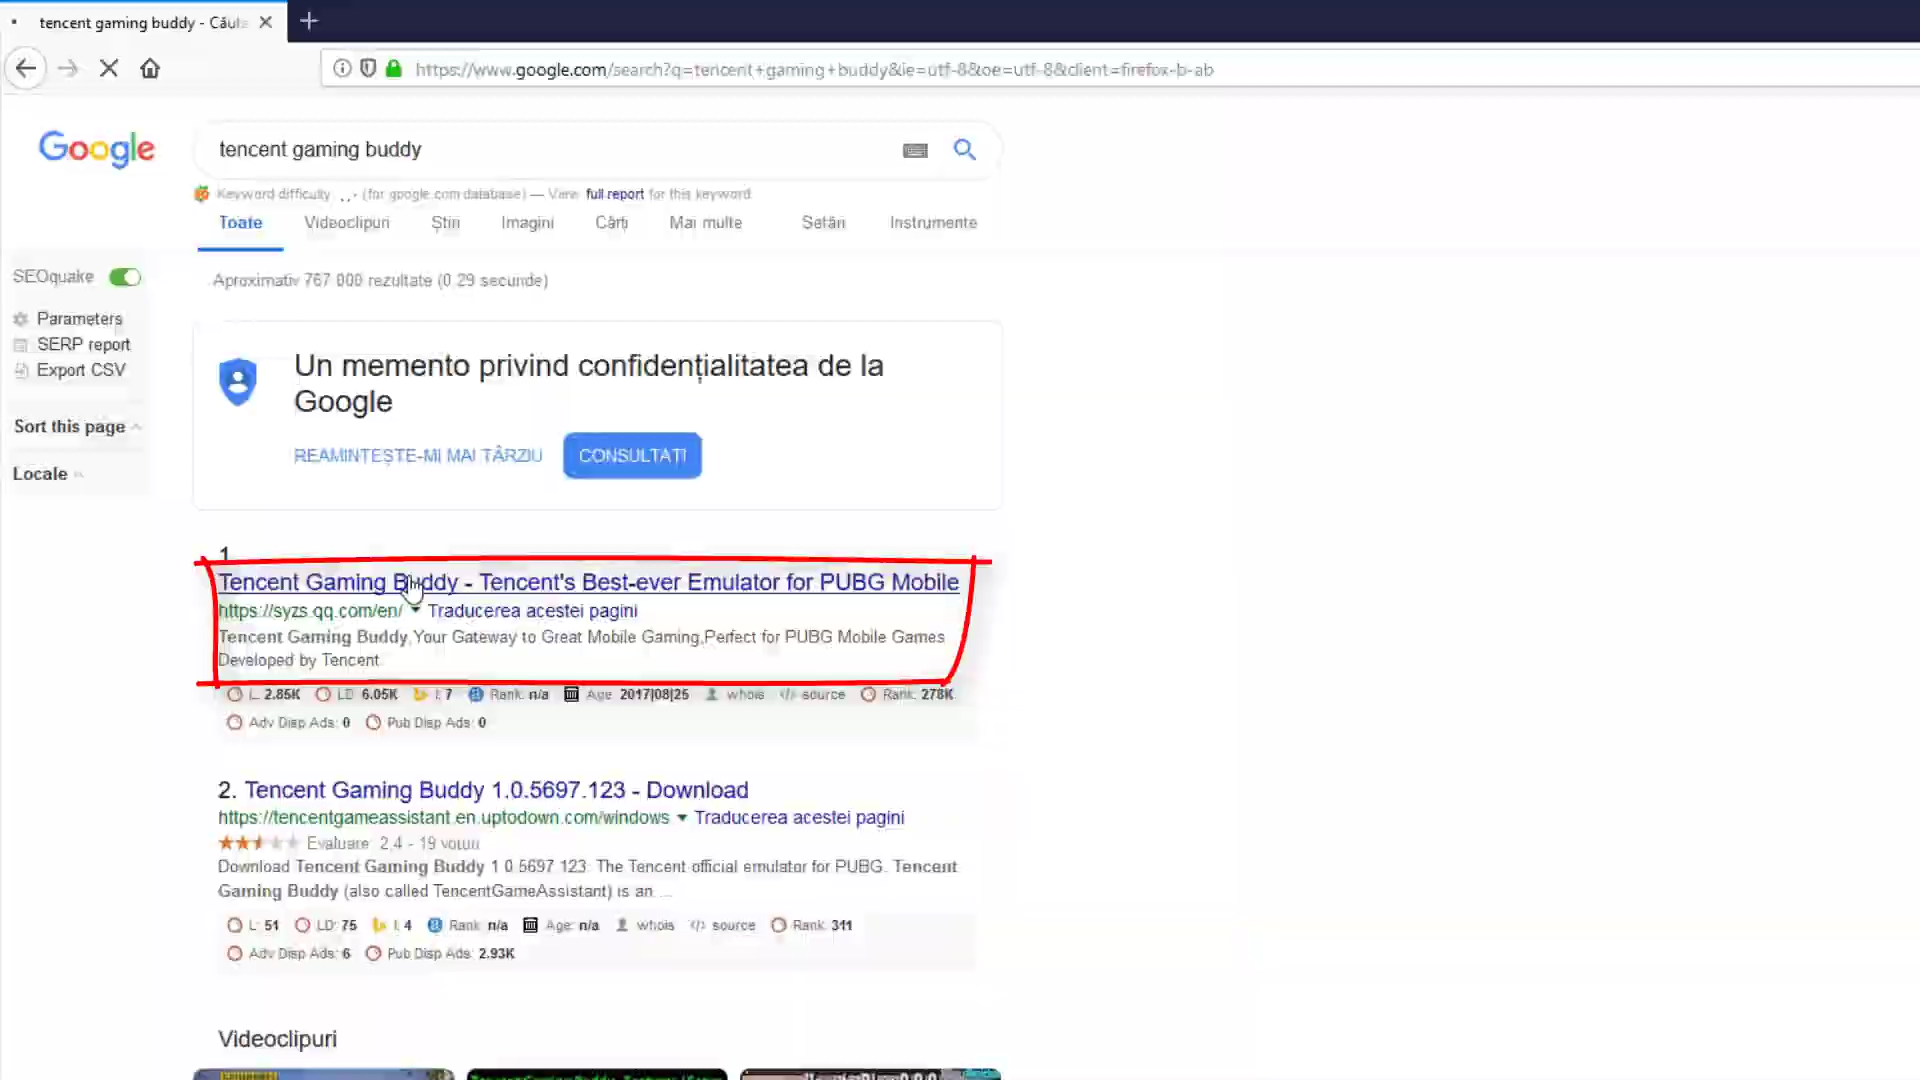 tencent gaming buddy - Căuta
https://www.google.com/search?q=tencent+gaming+buddy&ie=utf-8&oe=utf-8&client=firefox-b-ab
Google
tencent gaming buddy
Keyword difficulty (for google.com database) — View full report for this keyword
Toate Videoclipuri Știri Imagini Cărți Mai multe Setări Instrumente
SEOquake
Aproximativ 767 000 rezultate (0 29 secunde)
Parameters
SERP report
Export CSV
Sort this page
Locale
Un memento privind confidențialitatea de la
Google
REAMINTEȘTE-MI MAI TÂRZIU CONSULTAȚI
1.
Tencent Gaming Buddy - Tencent's Best-ever Emulator for PUBG Mobile
https://syzs.qq.com/en/ Traducerea acestei pagini
Tencent Gaming Buddy,Your Gateway to Great Mobile Gaming,Perfect for PUBG Mobile Games
Developed by Tencent.
L: 2.85K LD: 6.05K I: 7 Rank: n/a Age: 2017|08|25 whois source Rank: 278K
Adv Disp Ads: 0 Pub Disp Ads: 0
2. Tencent Gaming Buddy 1.0.5697.123 - Download
https://tencentgameassistant.en.uptodown.com/windows Traducerea acestei pagini
Evaluare: 2,4 - 19 voturi
Download Tencent Gaming Buddy 1.0.5697.123. The Tencent official emulator for PUBG. Tencent
Gaming Buddy (also called TencentGameAssistant) is an ...
L: 51 LD: 75 I: 4 Rank: n/a Age: n/a whois source Rank: 311
Adv Disp Ads: 6 Pub Disp Ads: 2.93K
Videoclipuri